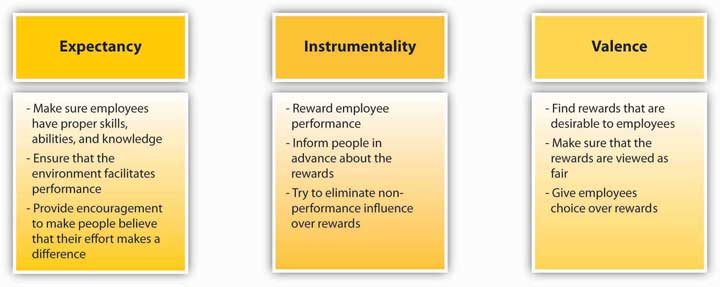 Expectancy
- Make sure employees
have proper skills,
abilities, and knowledge
- Ensure that the
environment facilitates
performance
- Provide encouragement
to make people believe
that their effort makes a
difference
Instrumentality
- Reward employee
performance
- Inform people in
advance about the
rewards
- Try to eliminate non-
performance influence
over rewards
Valence
- Find rewards that are
desirable to employees
- Make sure that the
rewards are viewed as
fair
- Give employees
choice over rewards